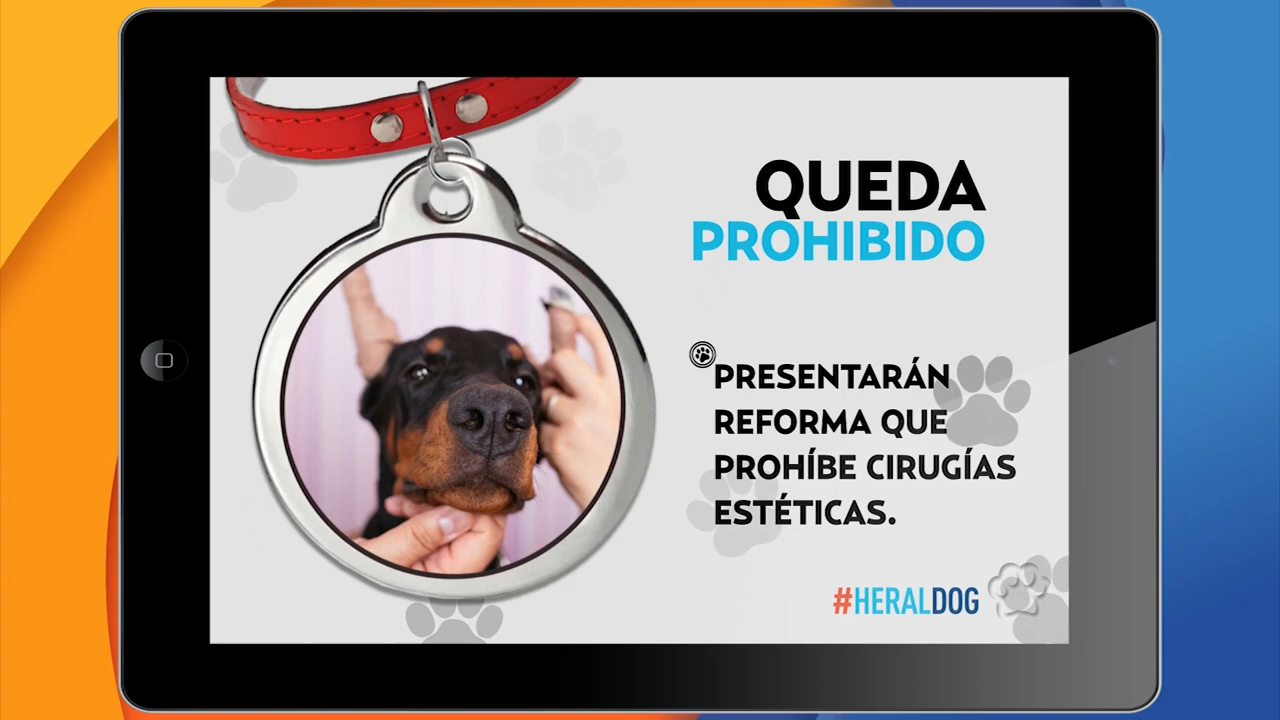 QUEDA
PROHIBIDO
PRESENTARÁN
REFORMA QUE
PROHÍBE CIRUGÍAS
ESTÉTICAS.
#HERALDOG